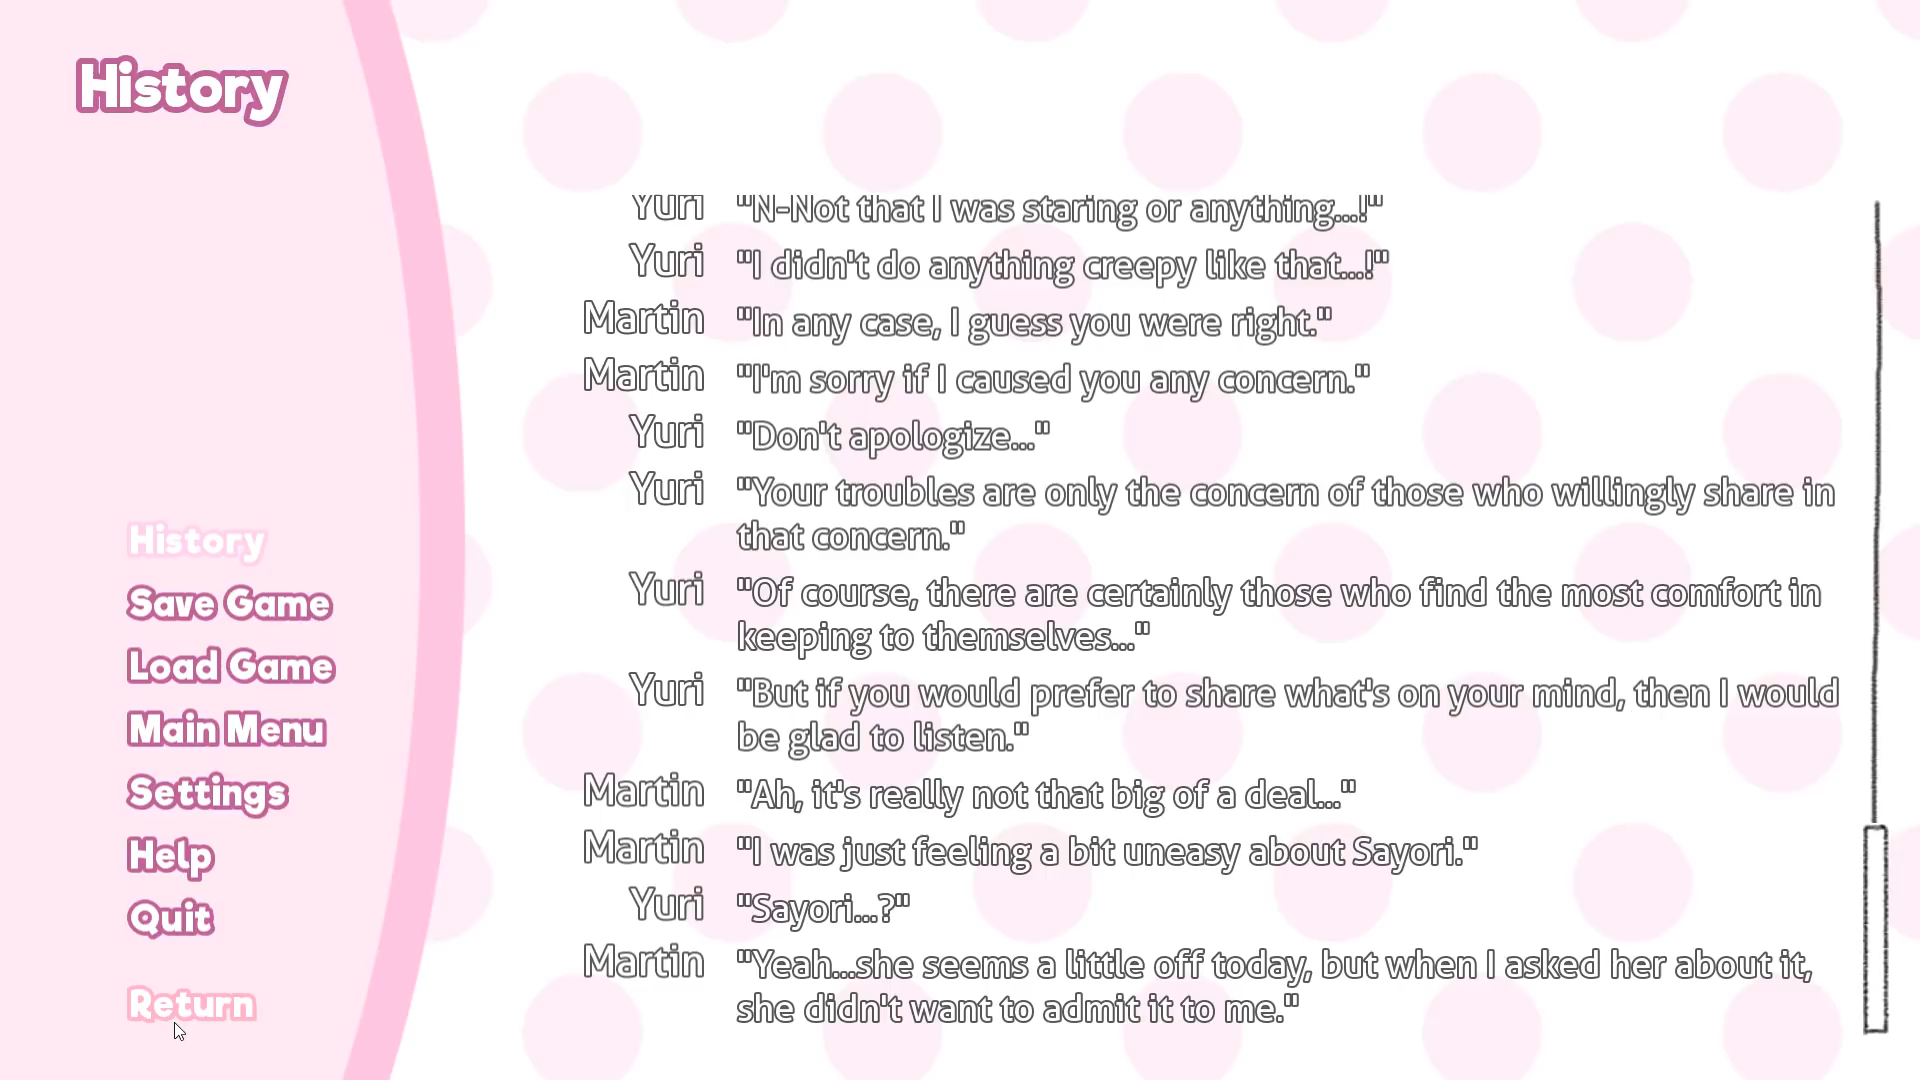 History
Yuri "N-Not that I was staring or anything...!"
Yuri "I didn't do anything creepy like that...!"
Martin "In any case, I guess you were right."
Martin "I'm sorry if I caused you any concern."
Yuri "Don't apologize..."
Yuri "Your troubles are only the concern of those who willingly share in
that concern."
Yuri "Of course, there are certainly those who find the most comfort in
keeping to themselves..."
Yuri "But if you would prefer to share what's on your mind, then I would
be glad to listen."
Martin "Ah, it's really not that big of a deal..."
Martin "I was just feeling a bit uneasy about Sayori."
Yuri "Sayori...?"
Martin "Yeah...she seems a little off today, but when I asked her about it,
she didn't want to admit it to me."
History
Save Game
Load Game
Main Menu
Settings
Help
Quit
Return